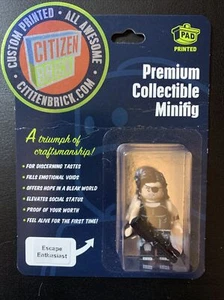 CUSTOM PRINTED - ALL AWESOME
CITIZEN
BRICK
CITIZENBRICK.COM
PAD
PRINTED
Premium
Collectible
Minifig
A triumph of
craftsmanship!
• FOR DISCERNING TASTES
• FILLS EMOTIONAL VOIDS
• OFFERS HOPE IN A BLEAK WORLD
• ELEVATES SOCIAL STATUS
• PROOF OF YOUR WORTH
• FEEL ALIVE FOR THE FIRST TIME!
Escape
Enthusiast